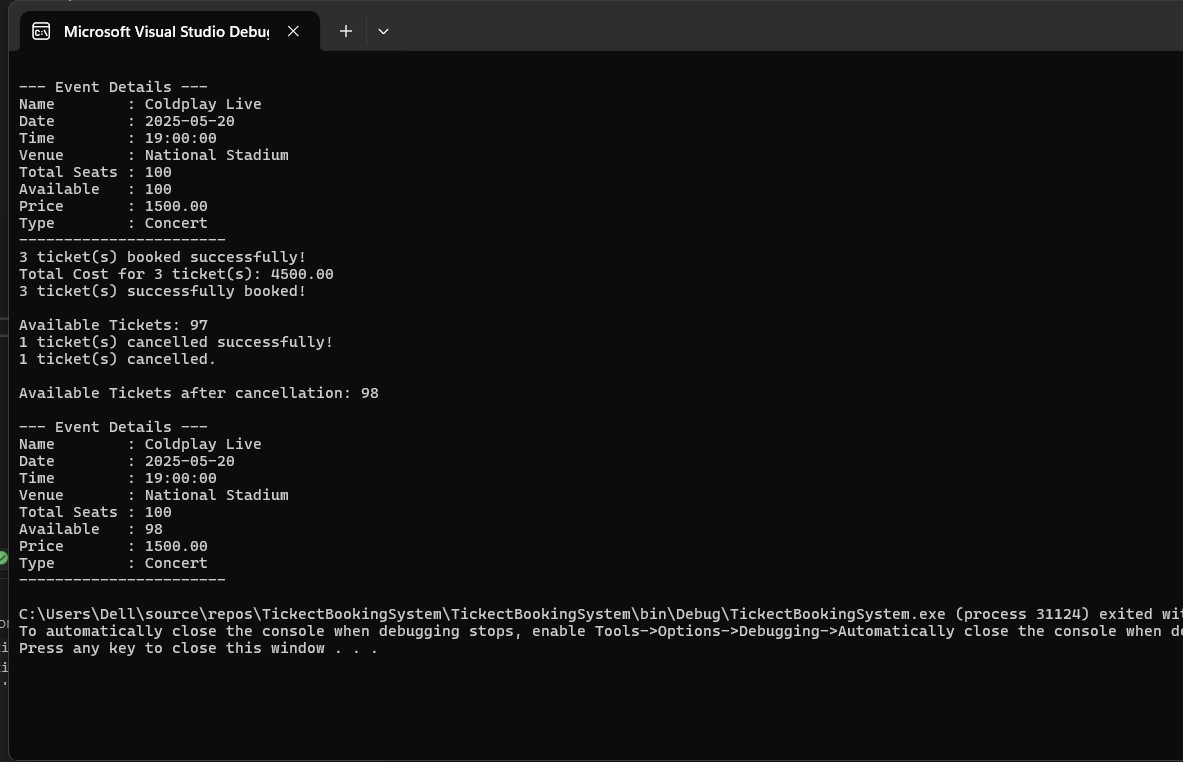 Microsoft Visual Studio Debug
--- Event Details ---
Name        : Coldplay Live
Date        : 2025-05-20
Time        : 19:00:00
Venue       : National Stadium
Total Seats : 100
Available   : 100
Price       : 1500.00
Type        : Concert
-----------------------
3 ticket(s) booked successfully!
Total Cost for 3 ticket(s): 4500.00
3 ticket(s) successfully booked!
Available Tickets: 97
1 ticket(s) cancelled successfully!
1 ticket(s) cancelled.
Available Tickets after cancellation: 98
--- Event Details ---
Name        : Coldplay Live
Date        : 2025-05-20
Time        : 19:00:00
Venue       : National Stadium
Total Seats : 100
Available   : 98
Price       : 1500.00
Type        : Concert
-----------------------
C:\Users\Dell\source\repos\TickectBookingSystem\TickectBookingSystem\bin\Debug\TickectBookingSystem.exe (process 31124) exited wit
To automatically close the console when debugging stops, enable Tools->Options->Debugging->Automatically close the console when de
Press any key to close this window . . .